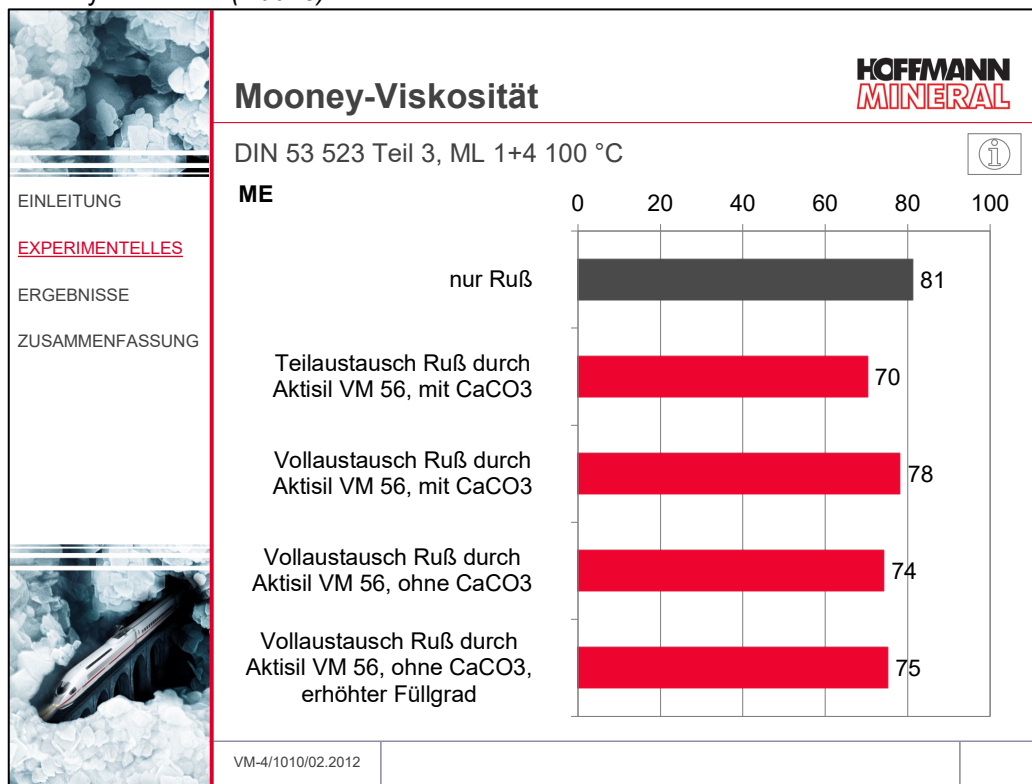 HOFFMANN
MINERAL
Mooney-Viskosität
DIN 53 523 Teil 3, ML 1+4 100 °C
EINLEITUNG
EXPERIMENTELLES
ERGEBNISSE
ZUSAMMENFASSUNG
ME
0 20 40 60 80 100
nur Ruß
81
Teilaustausch Ruß durch
Aktisil VM 56, mit CaCO3
70
Vollaustausch Ruß durch
Aktisil VM 56, mit CaCO3
78
Vollaustausch Ruß durch
Aktisil VM 56, ohne CaCO3
74
Vollaustausch Ruß durch
Aktisil VM 56, ohne CaCO3,
erhöhter Füllgrad
75
VM-4/1010/02.2012